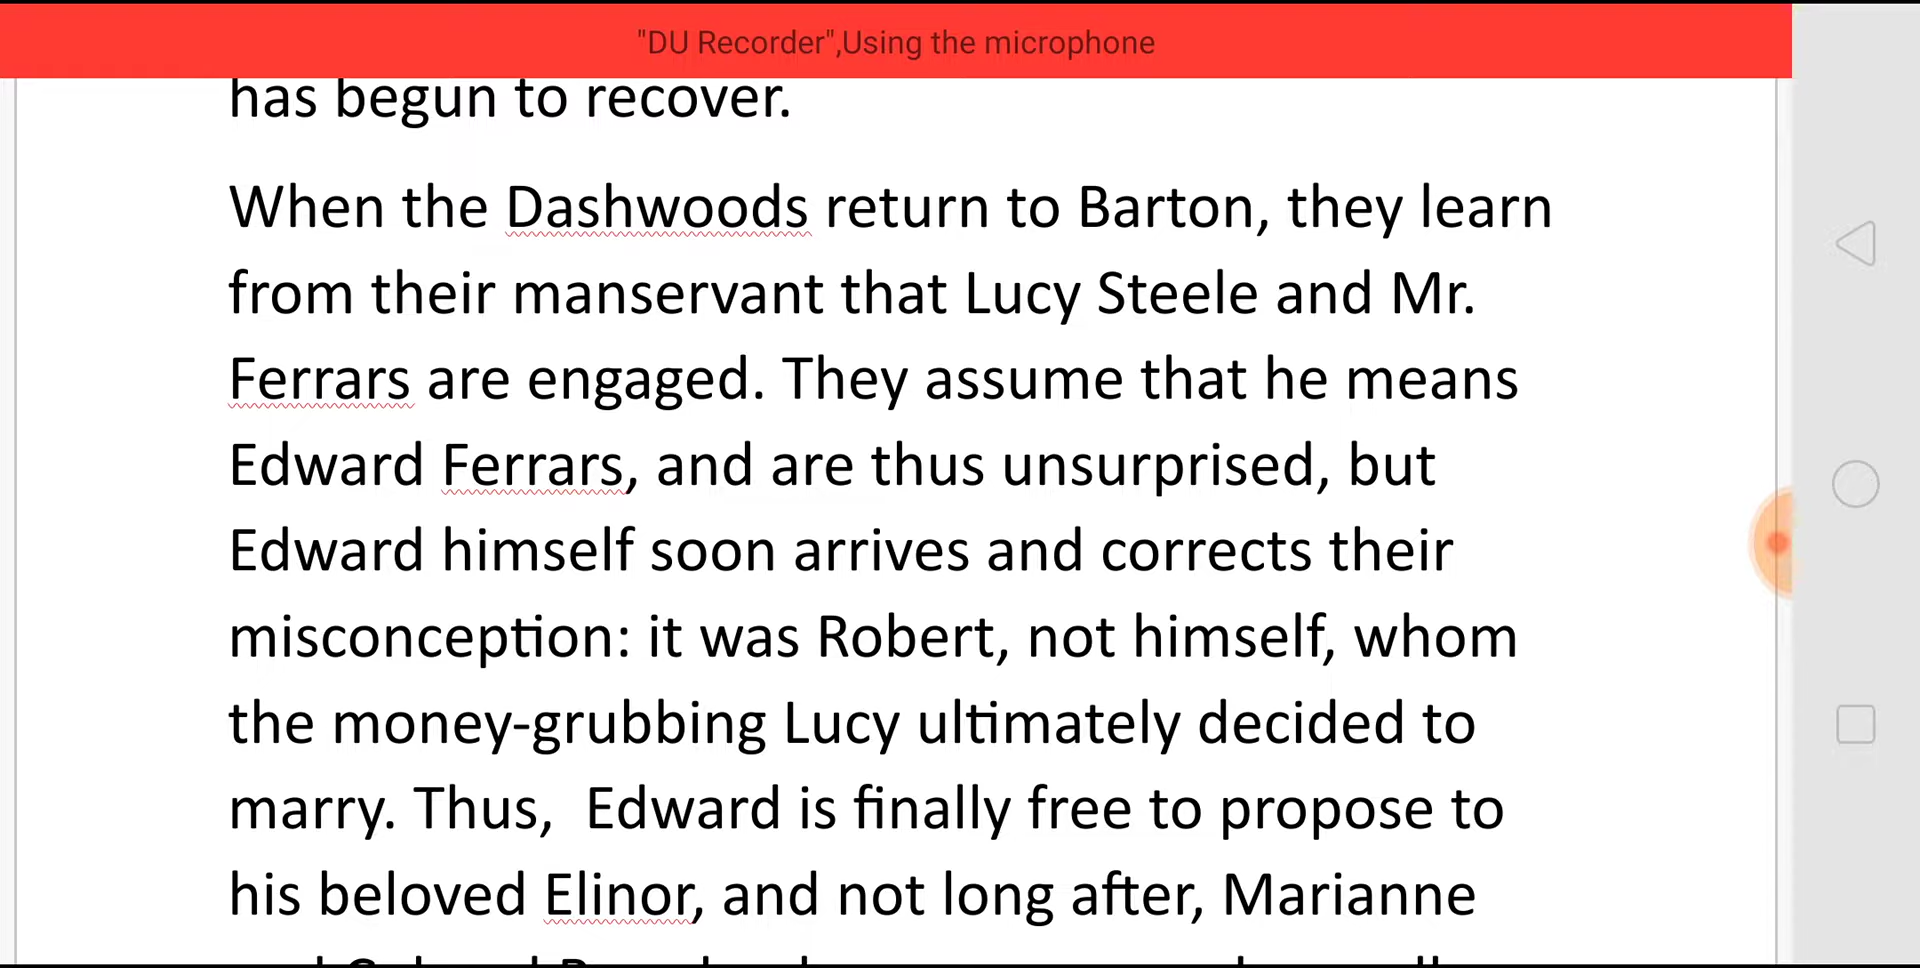 "DU Recorder",Using the microphone
has begun to recover.
When the Dashwoods return to Barton, they learn
from their manservant that Lucy Steele and Mr.
Ferrars are engaged. They assume that he means
Edward Ferrars, and are thus unsurprised, but
Edward himself soon arrives and corrects their
misconception: it was Robert, not himself, whom
the money-grubbing Lucy ultimately decided to
marry. Thus,  Edward is finally free to propose to
his beloved Elinor, and not long after, Marianne